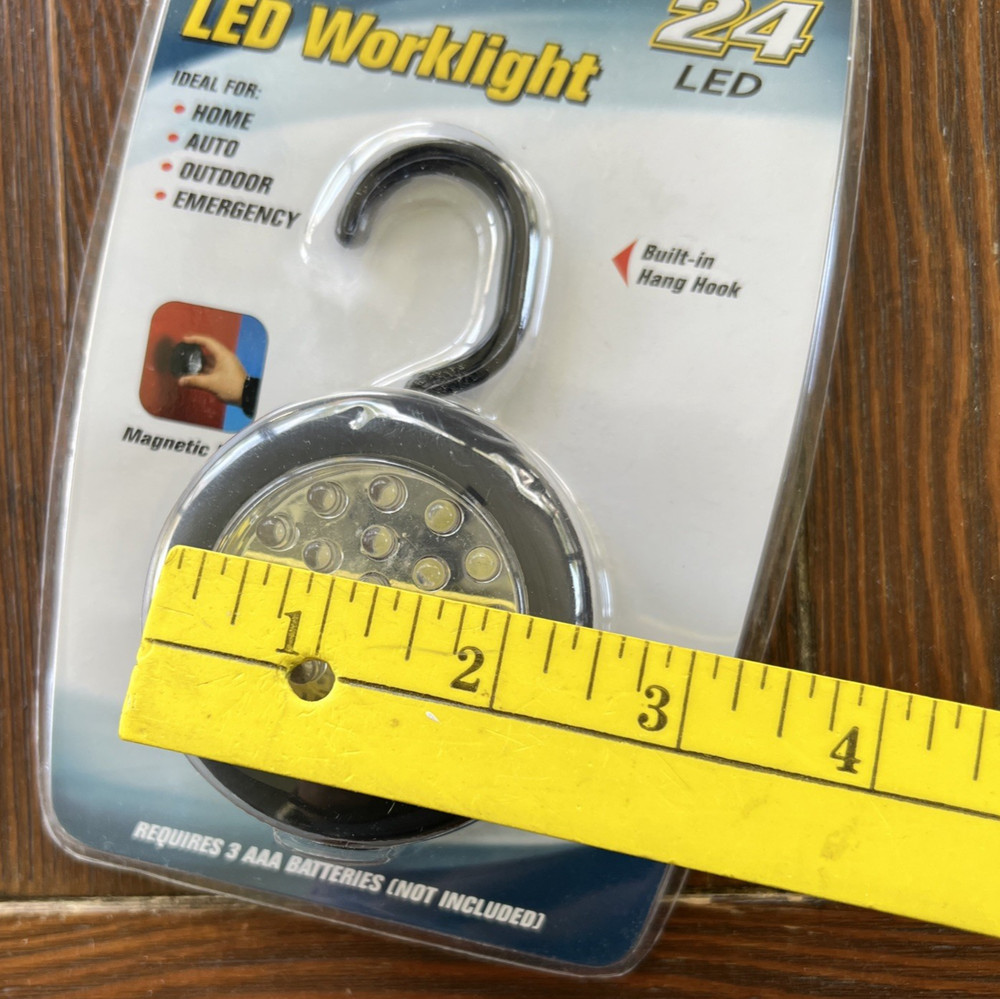 LED Worklight
24
LED
IDEAL FOR:
• HOME
• AUTO
• OUTDOOR
• EMERGENCY
Built-in
Hang Hook
Magnetic
1 2 3 4
REQUIRES 3 AAA BATTERIES (NOT INCLUDED)